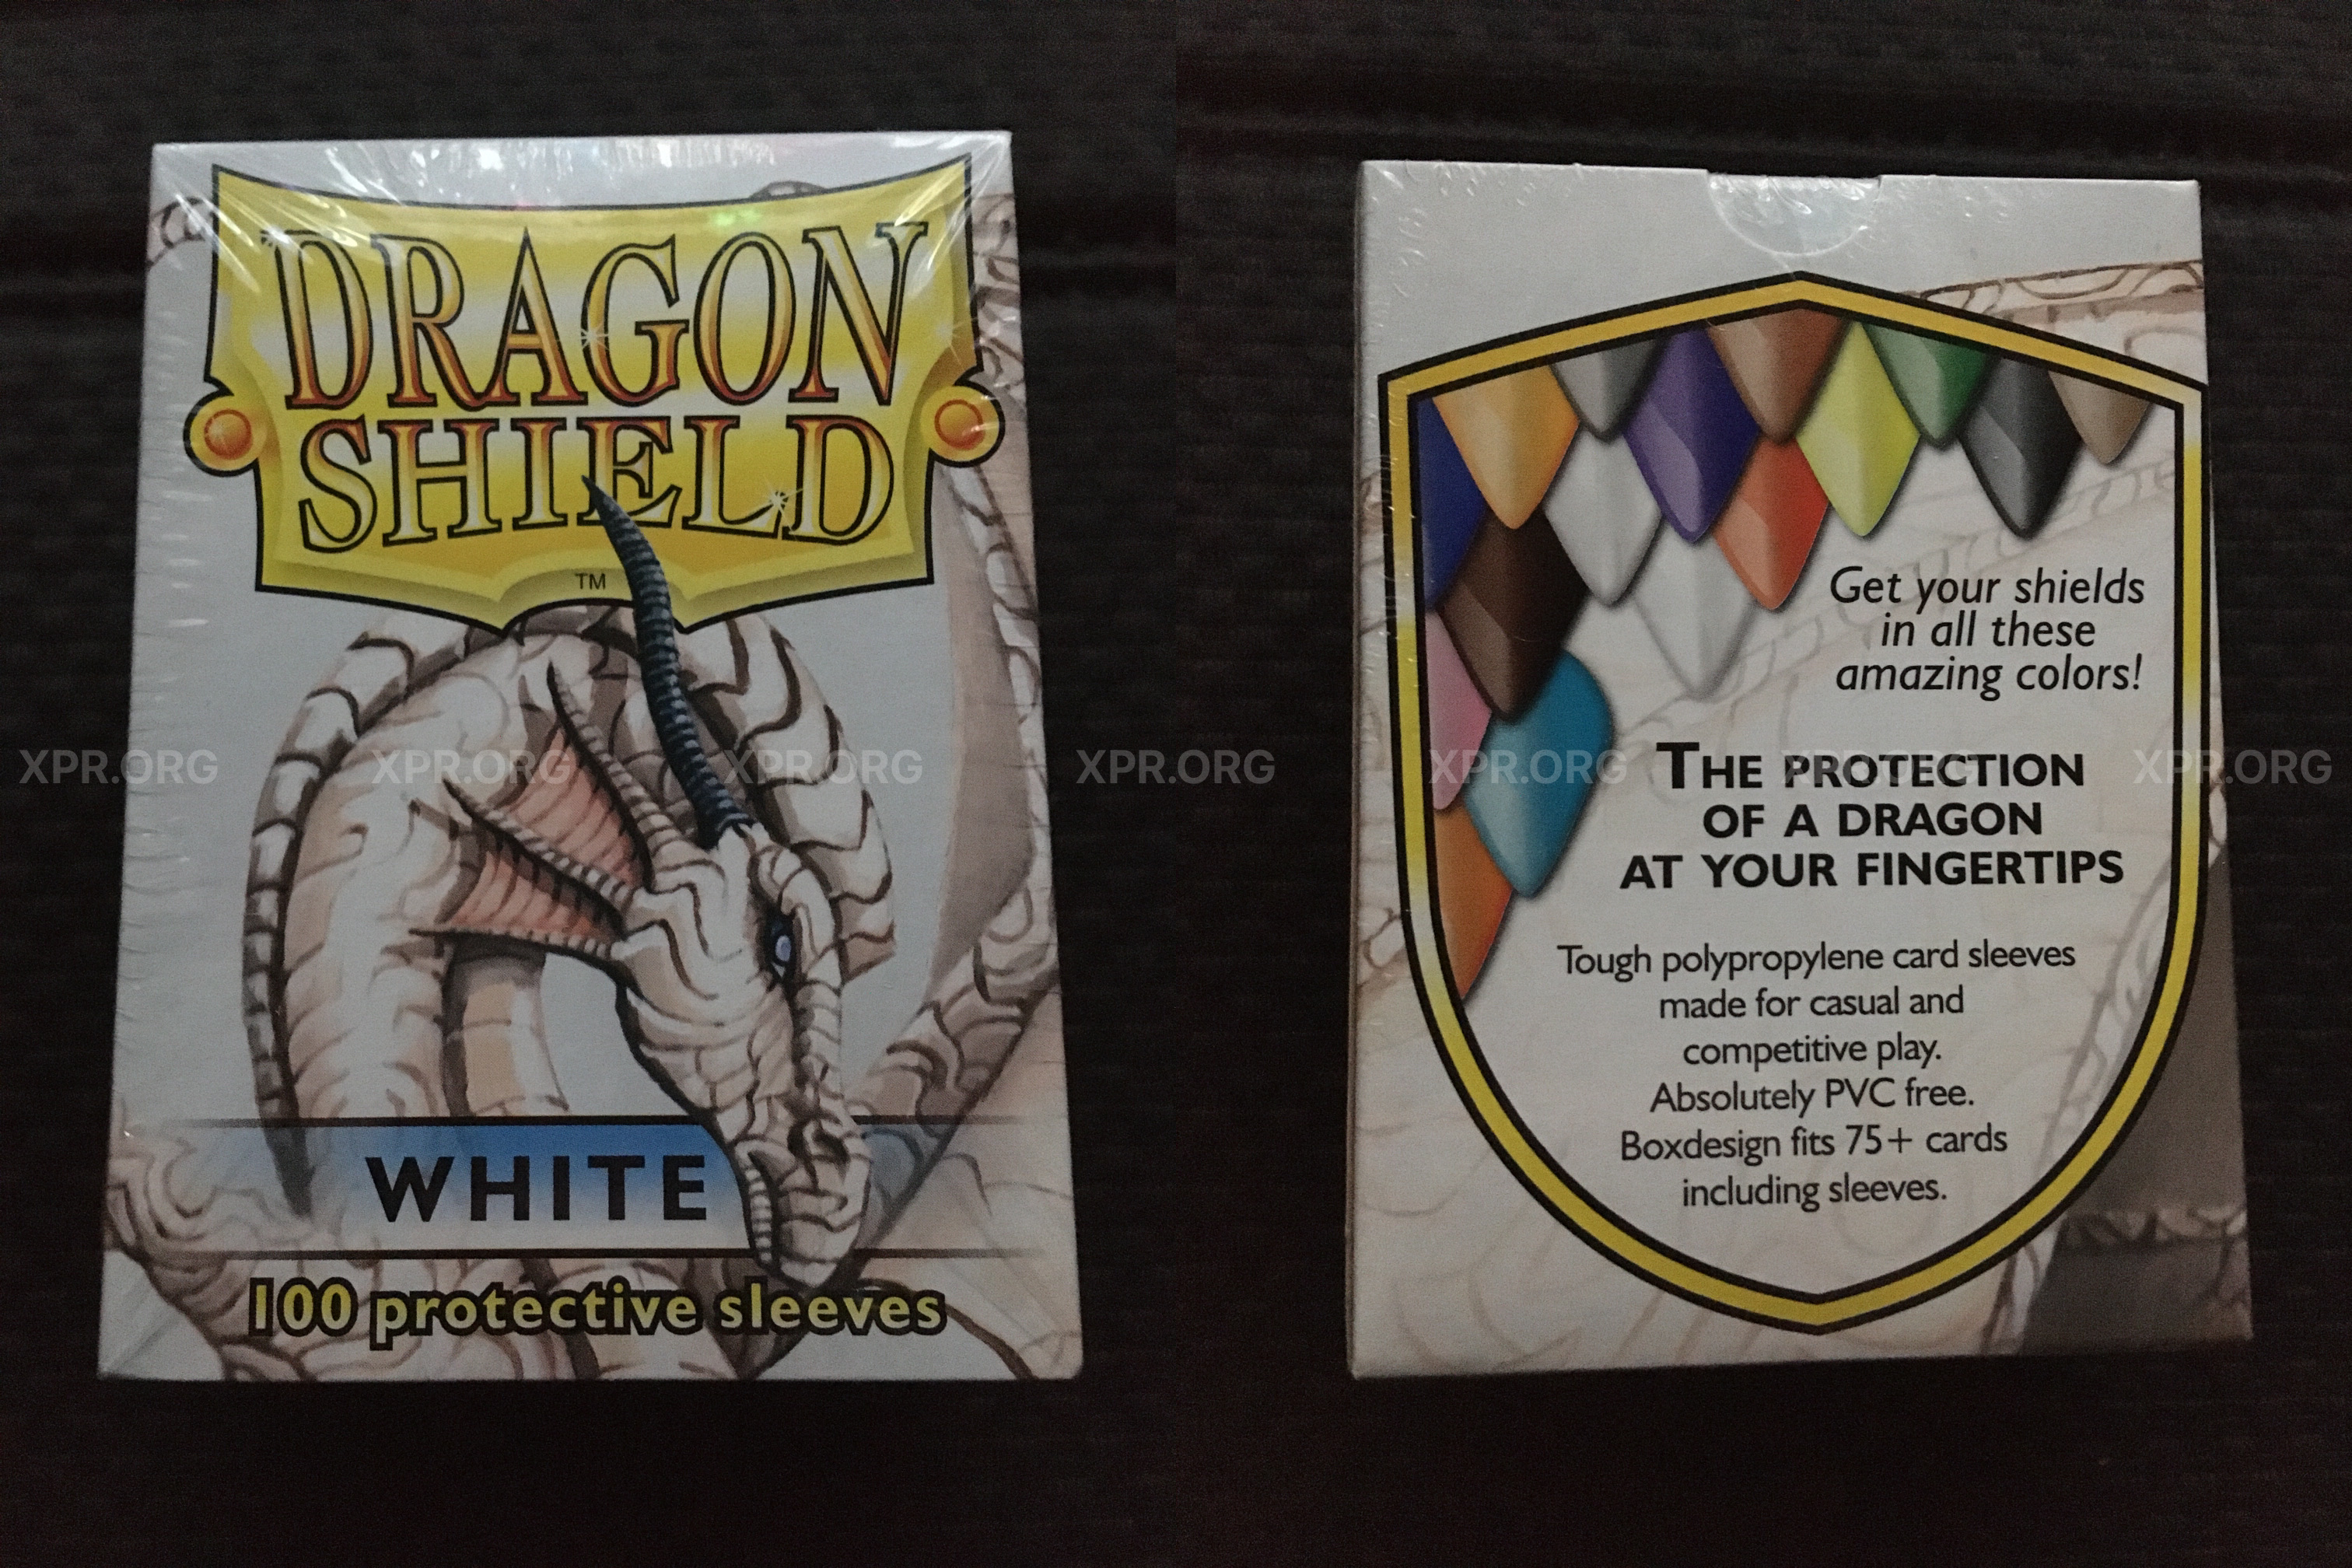 DRAGON
SHIELD
TM
WHITE
100 protective sleeves
Get your shields
in all these
amazing colors!
THE PROTECTION
OF A DRAGON
AT YOUR FINGERTIPS
Tough polypropylene card sleeves
made for casual and
competitive play.
Absolutely PVC free.
Boxdesign fits 75+ cards
including sleeves.
XPR.ORG XPR.ORG XPR.ORG XPR.ORG XPR.ORG XPR.ORG XPR.ORG